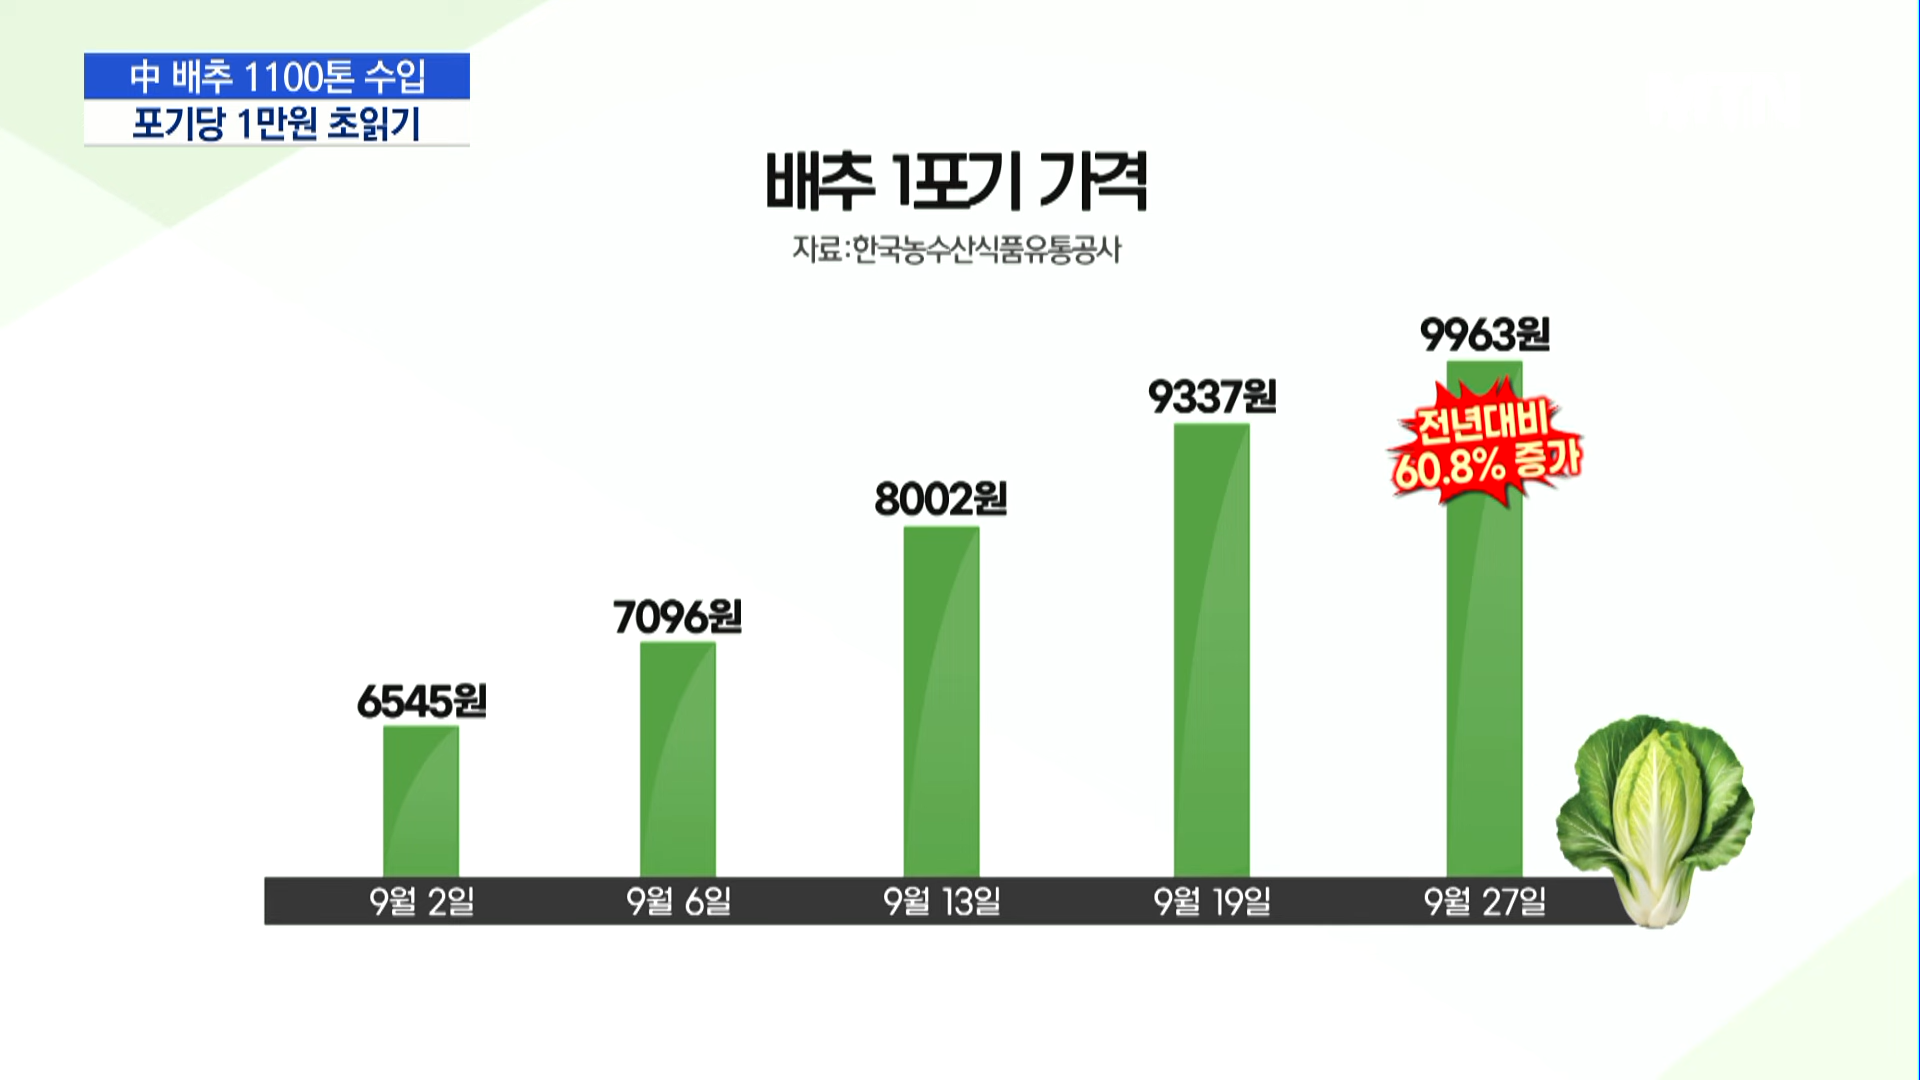 中 배추 1100톤 수입
포기당 1만원 초읽기
배추 1포기 가격
자료:한국농수산식품유통공사
6545원
7096원
8002원
9337원
9963원
전년대비
60.8% 증가
9월 2일
9월 6일
9월 13일
9월 19일
9월 27일